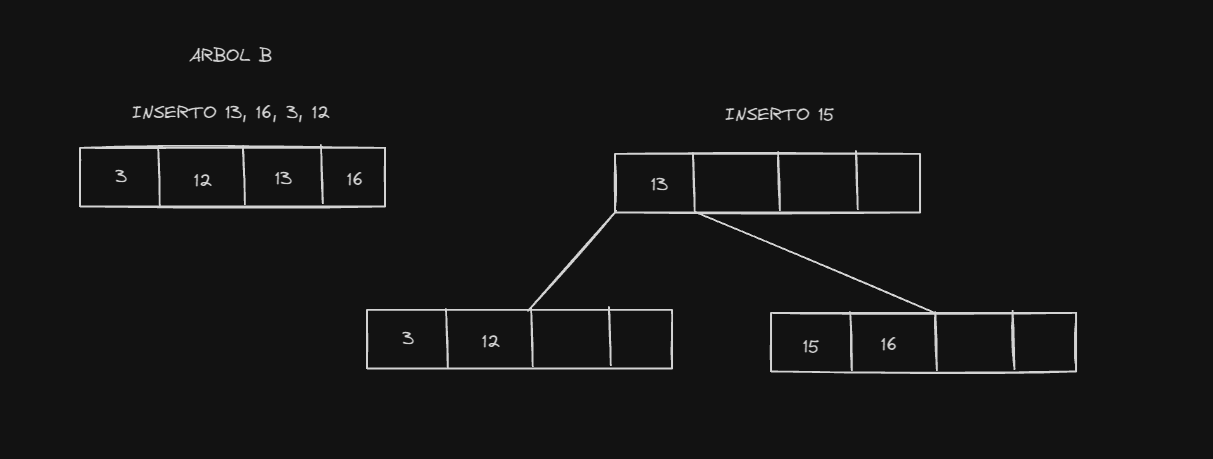 ARBOL B
INSERTO 13, 16, 3, 12
3 12 13 16
INSERTO 15
13
3 12
15 16